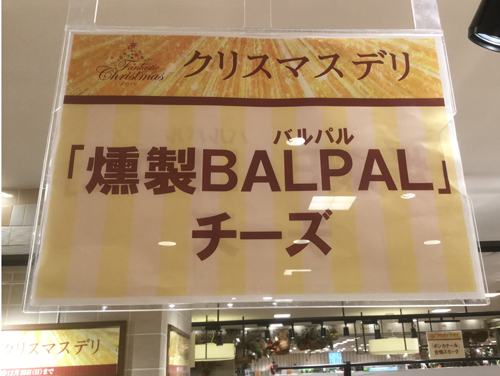 Fantastic
Christmas
クリスマスデリ
バルパル
「燻製BALPAL」
チーズ
クリスマスデリ